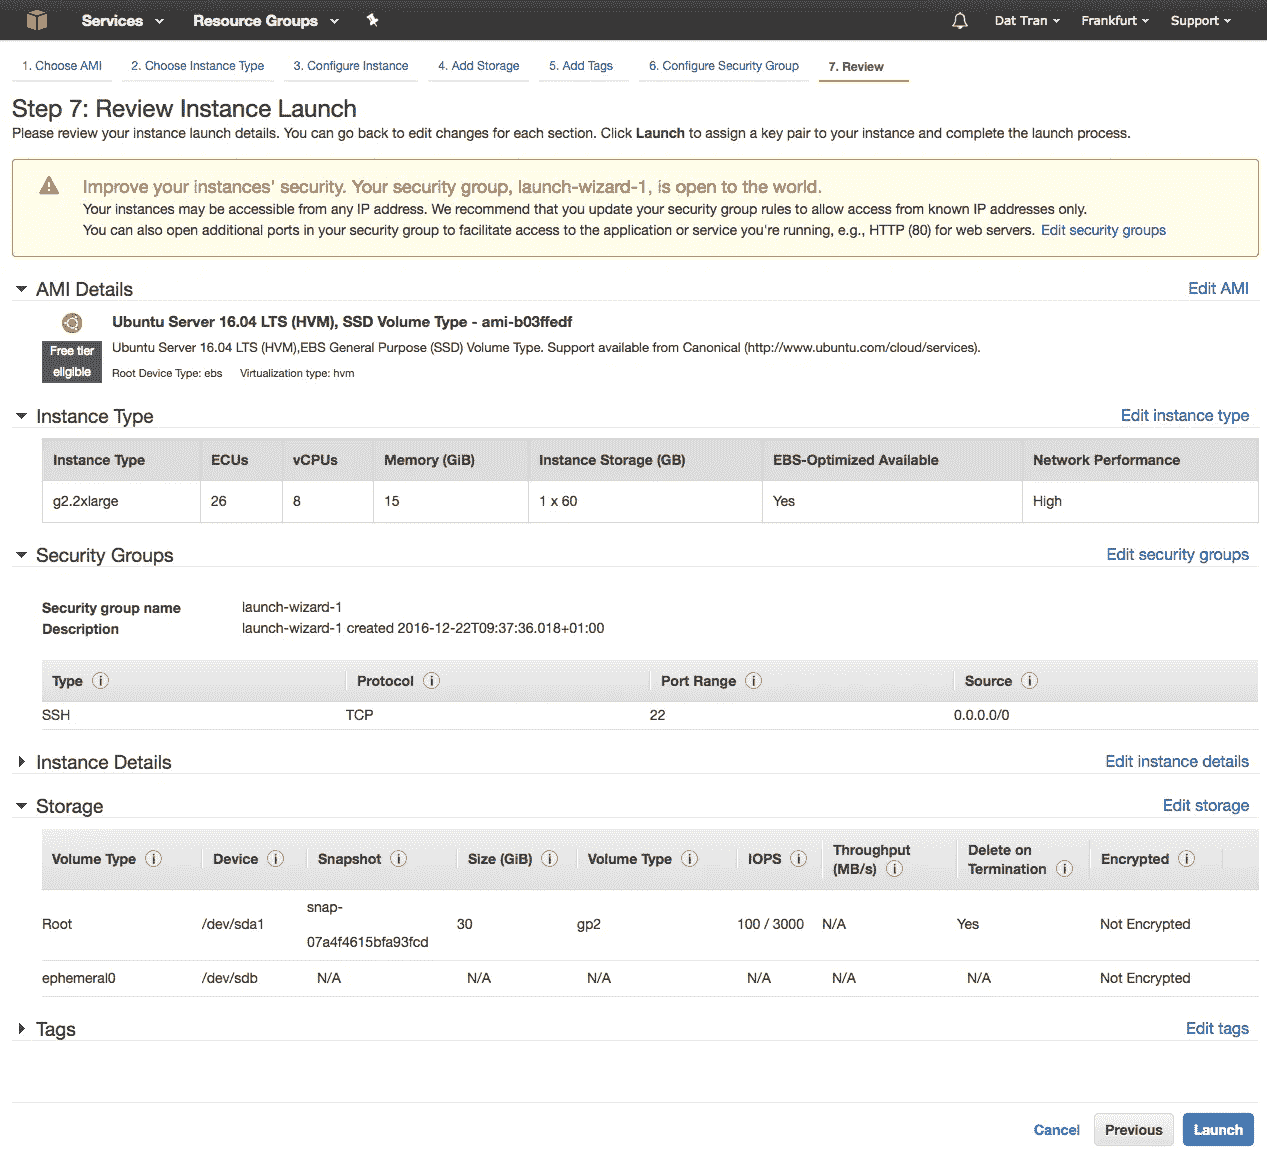 Services Resource Groups Dat Tran Frankfurt Support
1. Choose AMI 2. Choose Instance Type 3. Configure Instance 4. Add Storage 5. Add Tags 6. Configure Security Group 7. Review
Step 7: Review Instance Launch
Please review your instance launch details. You can go back to edit changes for each section. Click Launch to assign a key pair to your instance and complete the launch process.
Improve your instances' security. Your security group, launch-wizard-1, is open to the world.
Your instances may be accessible from any IP address. We recommend that you update your security group rules to allow access from known IP addresses only.
You can also open additional ports in your security group to facilitate access to the application or service you're running, e.g., HTTP (80) for web servers. Edit security groups
AMI Details Edit AMI
Ubuntu Server 16.04 LTS (HVM), SSD Volume Type - ami-b03ffedf
Free tier
eligible
Ubuntu Server 16.04 LTS (HVM),EBS General Purpose (SSD) Volume Type. Support available from Canonical (http://www.ubuntu.com/cloud/services).
Root Device Type: ebs Virtualization type: hvm
Instance Type Edit instance type
Instance Type ECUs vCPUs Memory (GiB) Instance Storage (GB) EBS-Optimized Available Network Performance
g2.2xlarge 26 8 15 1 x 60 Yes High
Security Groups Edit security groups
Security group name launch-wizard-1
Description launch-wizard-1 created 2016-12-22T09:37:36.018+01:00
Type i Protocol i Port Range i Source i
SSH TCP 22 0.0.0.0/0
Instance Details Edit instance details
Storage Edit storage
Volume Type i Device i Snapshot i Size (GiB) i Volume Type i IOPS i Throughput (MB/s) i Delete on Termination i Encrypted i
Root /dev/sda1 snap-07a4f4615bfa93fcd 30 gp2 100 / 3000 N/A Yes Not Encrypted
ephemeral0 /dev/sdb N/A N/A N/A N/A N/A N/A Not Encrypted
Tags Edit tags
Cancel Previous Launch